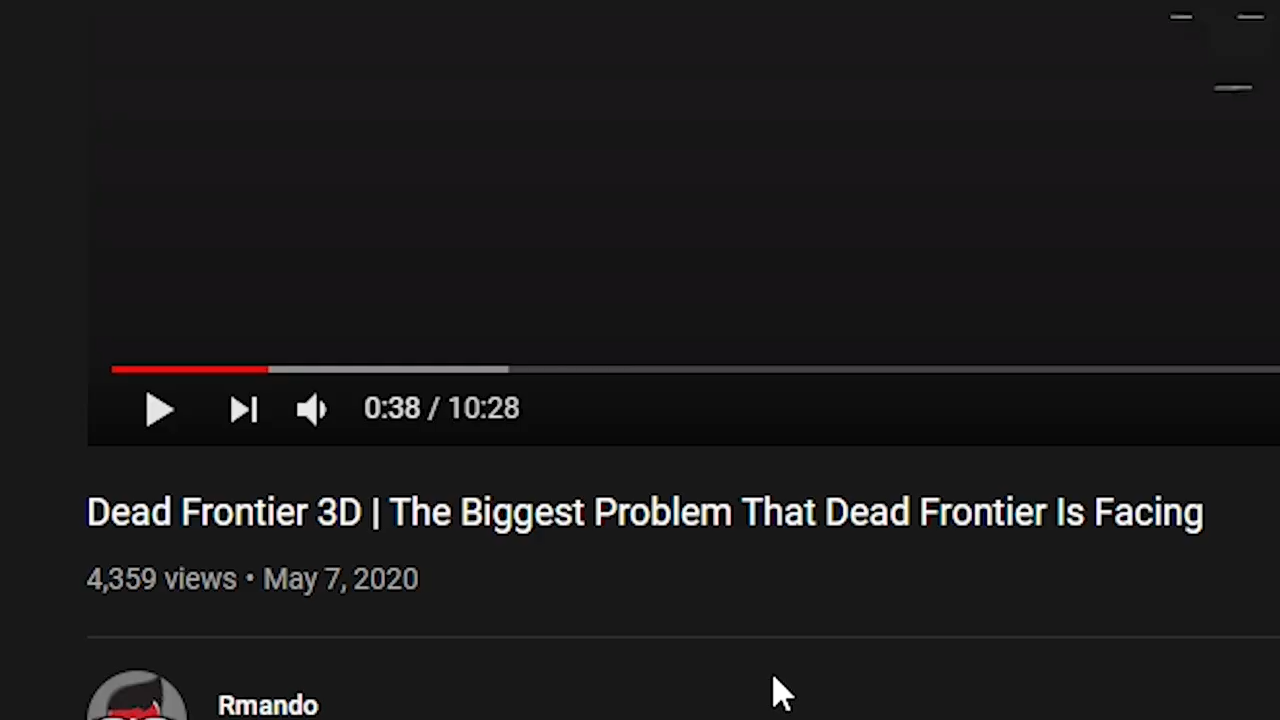 0:38 / 10:28
Dead Frontier 3D | The Biggest Problem That Dead Frontier Is Facing
4,359 views • May 7, 2020
Rmando